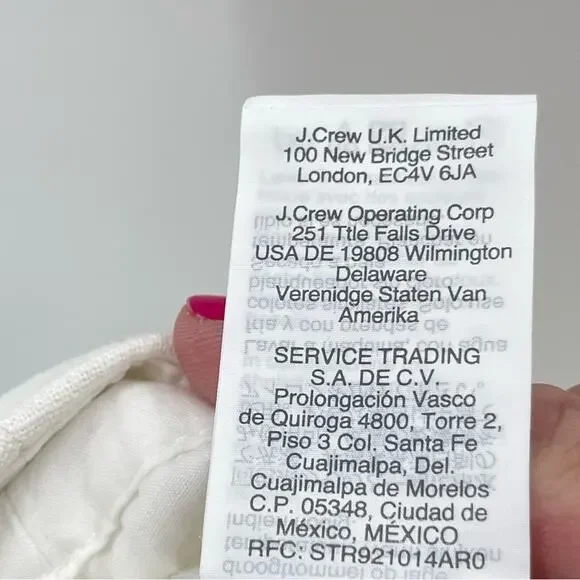 J.Crew U.K. Limited
100 New Bridge Street
London, EC4V 6JA
J.Crew Operating Corp
251 Ttle Falls Drive
USA DE 19808 Wilmington
Delaware
Verenidge Staten Van
Amerika
SERVICE TRADING
S.A. DE C.V.
Prolongación Vasco
de Quiroga 4800, Torre 2,
Piso 3 Col. Santa Fe
Cuajimalpa, Del.
Cuajimalpa de Morelos
C.P. 05348, Ciudad de
México, MÉXICO
RFC: STR921014AR0